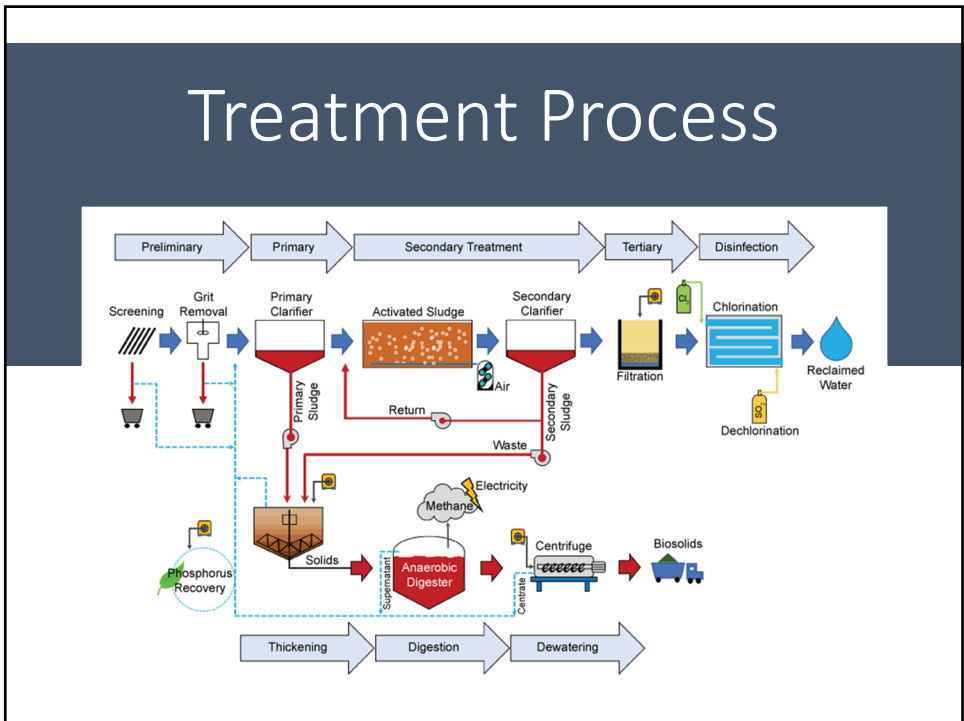 Treatment Process
Preliminary
Primary
Secondary Treatment
Tertiary
Disinfection
Screening
Grit
Removal
Primary
Clarifier
Activated Sludge
Secondary
Clarifier
Filtration
Cl₂
Chlorination
Reclaimed
Water
Air
SO₂
Dechlorination
Primary
Sludge
Return
Secondary
Sludge
Waste
Electricity
Methane
Phosphorus
Recovery
Solids
Supernatant
Anaerobic
Digester
Centrate
Centrifuge
Biosolids
Thickening
Digestion
Dewatering